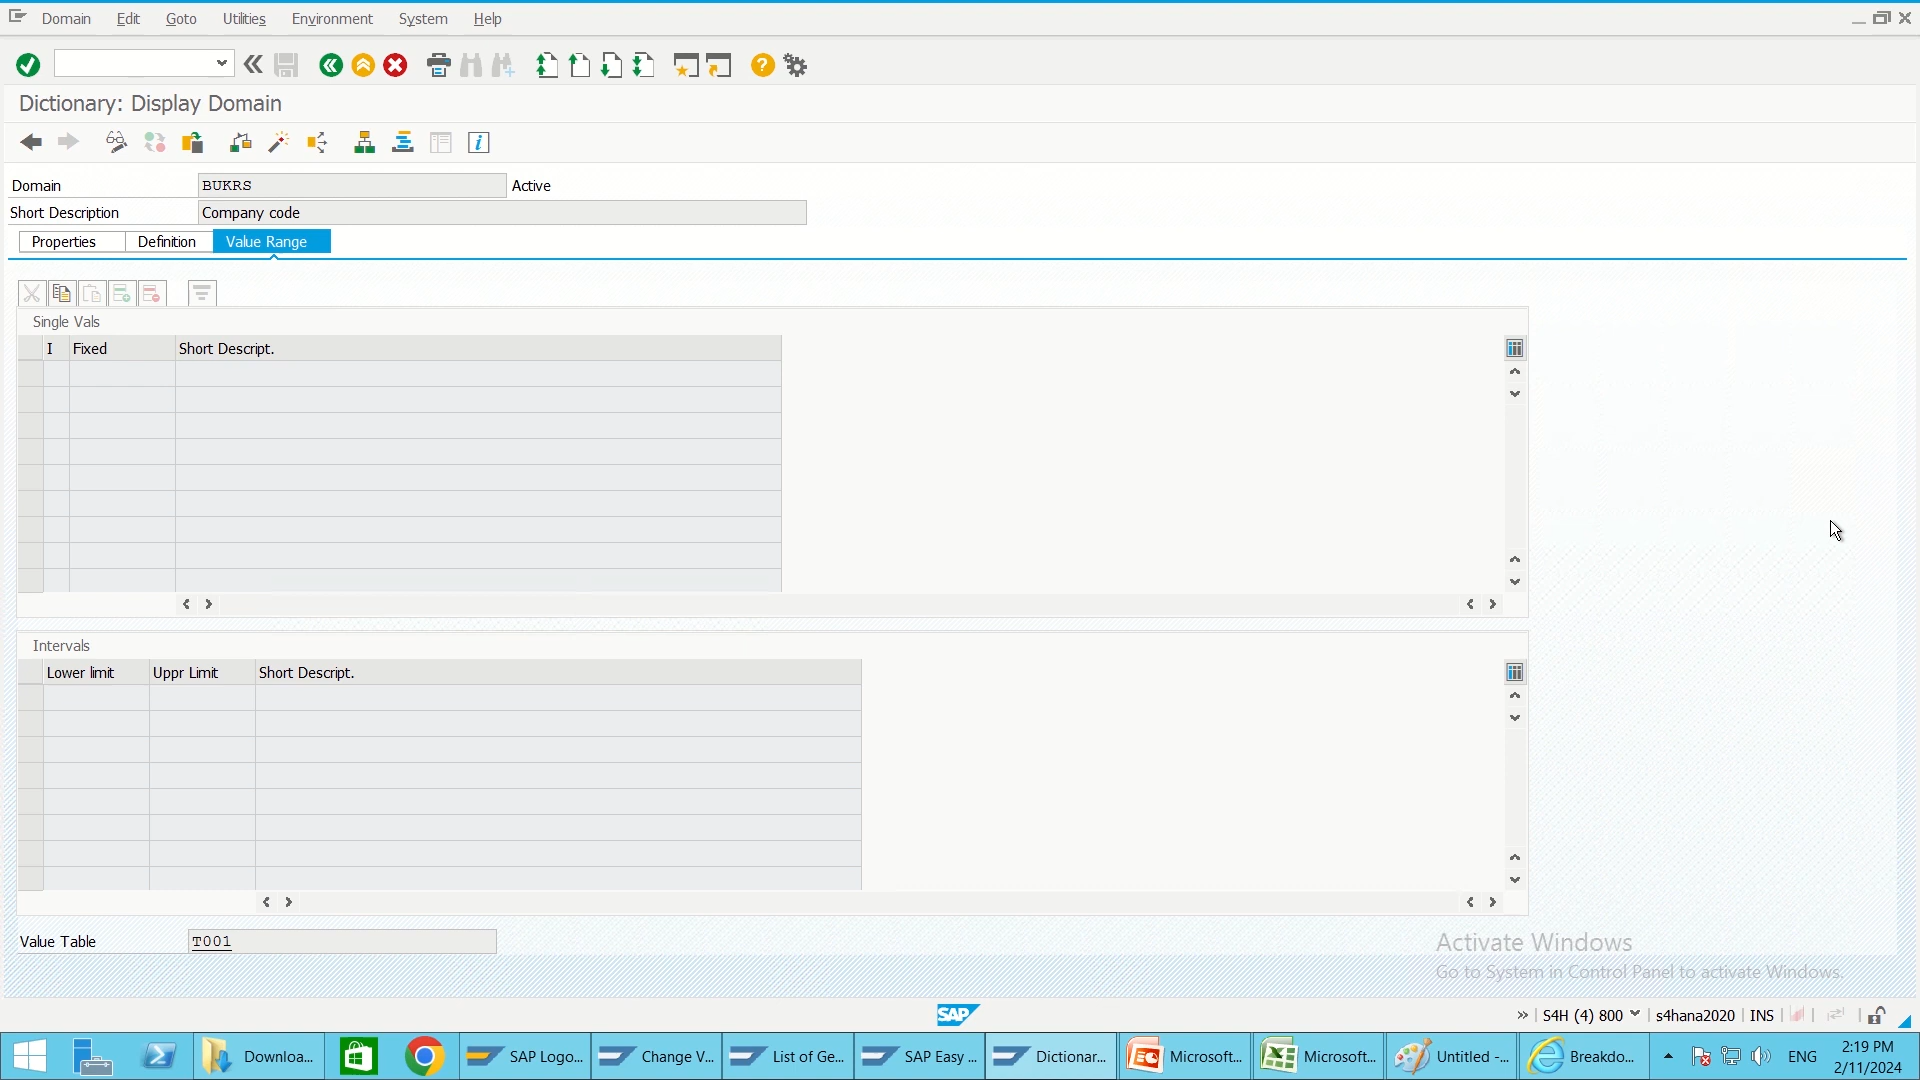 Domain Edit Goto Utilities Environment System Help
Dictionary: Display Domain
Domain BUKRS Active
Short Description Company code
Properties Definition Value Range
Single Vals
I Fixed Short Descript.
Intervals
Lower limit Uppr Limit Short Descript.
Value Table T001
Activate Windows
Go to System in Control Panel to activate Windows.
SAP
S4H (4) 800 s4hana2020 INS
Downloa... SAP Logo... Change V... List of Ge... SAP Easy ... Dictionar... Microsoft... Microsoft... Untitled -... Breakdo... ENG 2:19 PM
2/11/2024